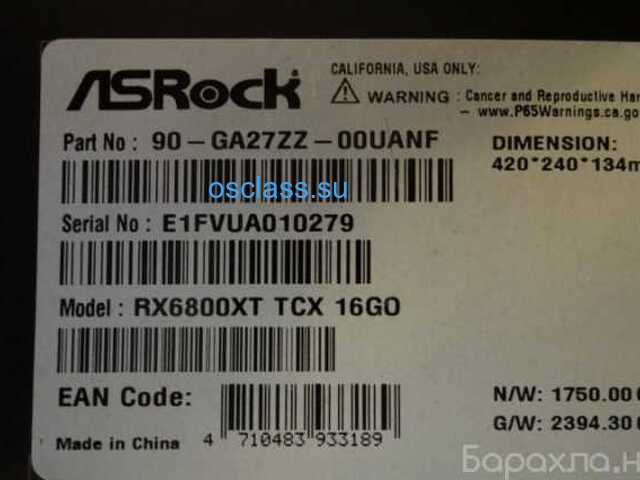 ASRock
CALIFORNIA, USA ONLY:
WARNING : Cancer and Reproductive Har
– www.P65Warnings.ca.go
Part No : 90 – GA27ZZ – 00UANF
DIMENSION:
420*240*134m
osclass.su
Serial No : E1FVUA010279
Model : RX6800XT TCX 16GO
EAN Code:
4 710483 933189
Made in China
N/W: 1750.00
G/W: 2394.30
Барахла.н